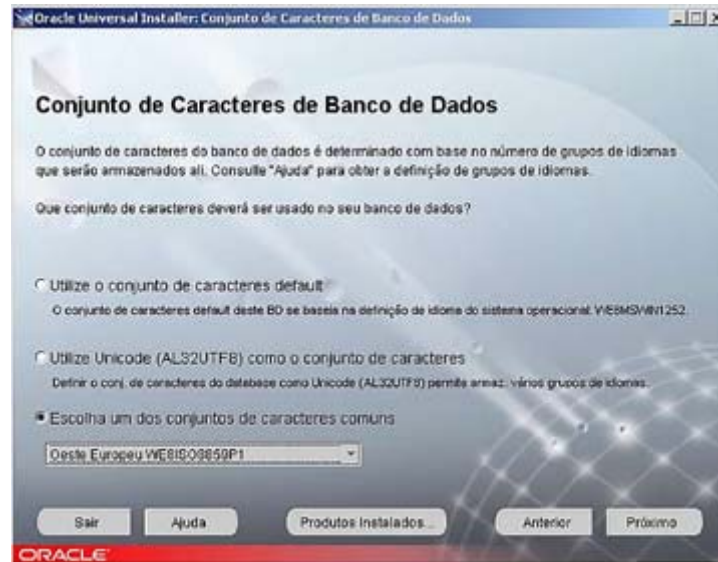 Oracle Universal Installer: Conjunto de Caracteres de Banco de Dados
Conjunto de Caracteres de Banco de Dados
O conjunto de caracteres do banco de dados é determinado com base no número de grupos de idiomas
que serão armazenados ali. Consulte "Ajuda" para obter a definição de grupos de idiomas.
Que conjunto de caracteres deverá ser usado no seu banco de dados?
Utilize o conjunto de caracteres default
O conjunto de caracteres default deste BD se baseia na definição de idioma do sistema operacional: WE8MSWIN1252.
Utilize Unicode (AL32UTF8) como o conjunto de caracteres
Definir o conj. de caracteres do database como Unicode (AL32UTF8) permite armaz. vários grupos de idiomas.
Escolha um dos conjuntos de caracteres comuns
Oeste Europeu WE8ISO8859P1
Sair Ajuda Produtos Instalados... Anterior Próximo
ORACLE